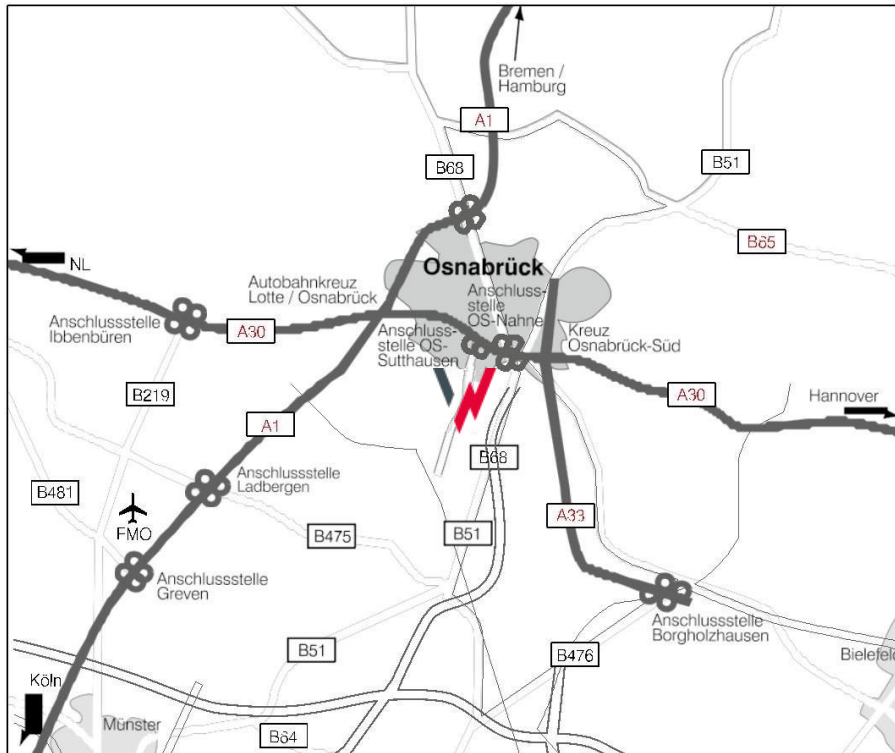 Bremen /
Hamburg
A1
B68
B51
B65
NL
Osnabrück
Autobahnkreuz
Lotte / Osnabrück
Anschluss-
stelle
OS-Nahne
Anschlussstelle
Ibbenbüren
A30
Anschluss-
stelle OS-
Sutthausen
Kreuz
Osnabrück-Süd
B219
A1
A30
Hannover
Anschlussstelle
Ladbergen
B68
B481
FMO
B475
B51
A33
Anschlussstelle
Greven
Anschlussstelle
Borgholzhausen
B51
B476
Bielefeld
Köln
Münster
B64